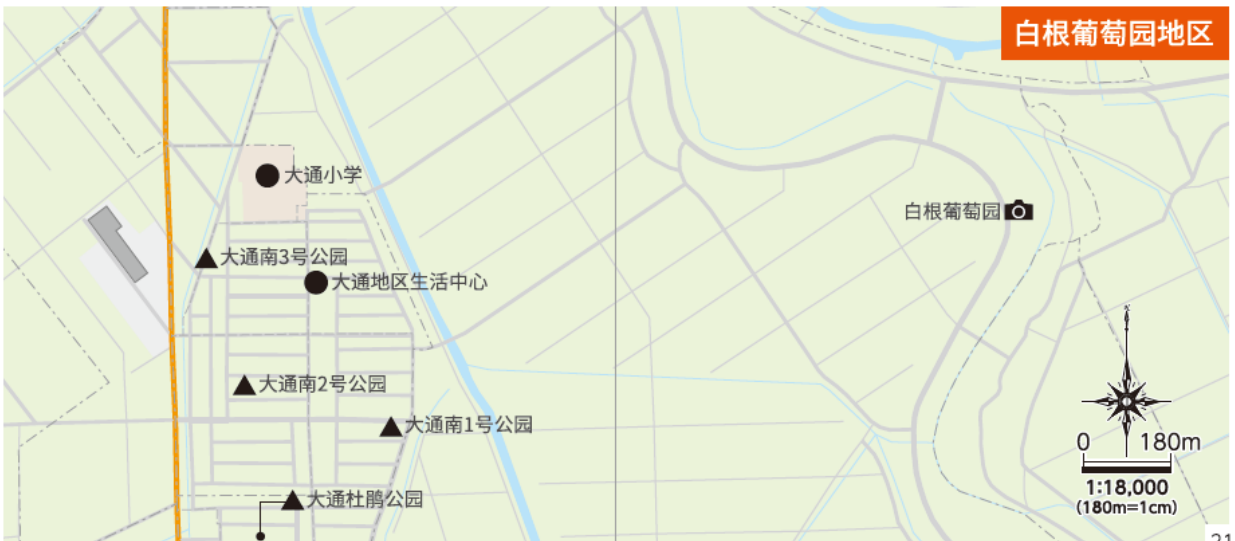 白根葡萄园地区
大通小学
白根葡萄园
大通南3号公园
大通地区生活中心
大通南2号公园
大通南1号公园
0 180m
1:18,000
(180m=1cm)
大通杜鹃公园
21